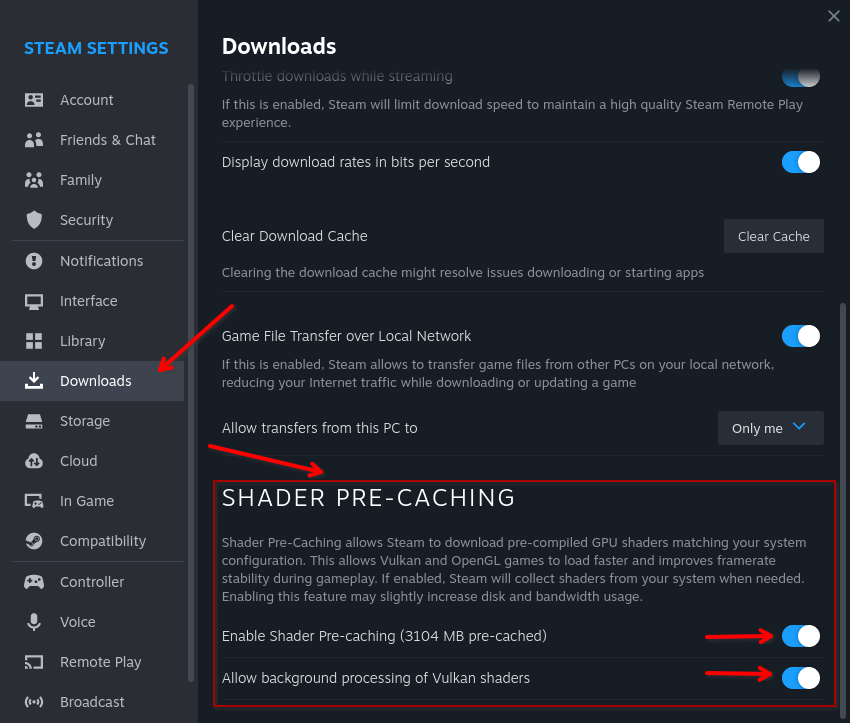 STEAM SETTINGS
Account
Friends & Chat
Family
Security
Notifications
Interface
Library
Downloads
Storage
Cloud
In Game
Compatibility
Controller
Voice
Remote Play
Broadcast
Downloads
Throttle downloads while streaming
If this is enabled, Steam will limit download speed to maintain a high quality Steam Remote Play
experience.
Display download rates in bits per second
Clear Download Cache
Clear Cache
Clearing the download cache might resolve issues downloading or starting apps
Game File Transfer over Local Network
If this is enabled, Steam allows to transfer game files from other PCs on your local network,
reducing your Internet traffic while downloading or updating a game
Allow transfers from this PC to
Only me
SHADER PRE-CACHING
Shader Pre-Caching allows Steam to download pre-compiled GPU shaders matching your system
configuration. This allows Vulkan and OpenGL games to load faster and improves framerate
stability during gameplay. If enabled, Steam will collect shaders from your system when needed.
Enabling this feature may slightly increase disk and bandwidth usage.
Enable Shader Pre-caching (3104 MB pre-cached)
Allow background processing of Vulkan shaders